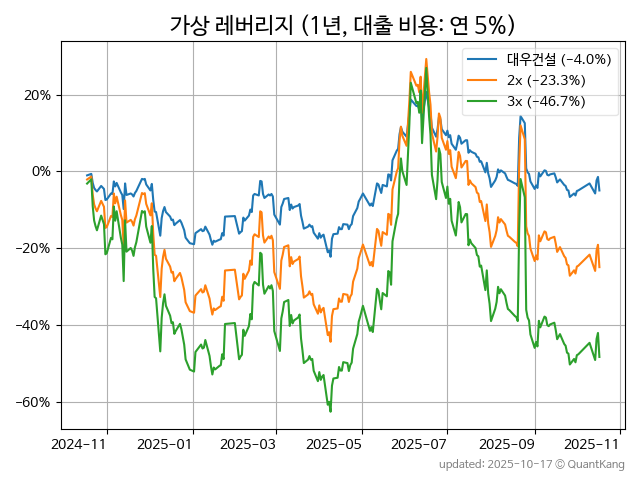 가상 레버리지 (1년, 대출 비용: 연 5%)
대우건설 (−4.0%)
2x (−23.3%)
3x (−46.7%)
20%
0%
−20%
−40%
−60%
2024−11 2025−01 2025−03 2025−05 2025−07 2025−09 2025−11
updated: 2025-10-17 © QuantKang